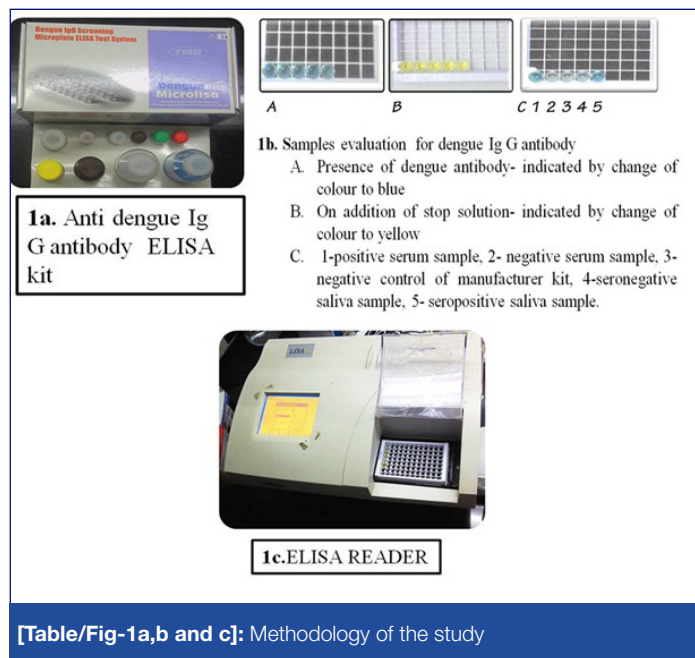 Dengue IgG Screening
Microplate ELISA Test System
TMB
Dengue
Microlisa
A
B
C 1 2 3 4 5
1b. Samples evaluation for dengue Ig G antibody
A. Presence of dengue antibody- indicated by change of
colour to blue
B. On addition of stop solution- indicated by change of
colour to yellow
C. 1-positive serum sample, 2- negative serum sample, 3-
negative control of manufacturer kit, 4-seronegative
saliva sample, 5- seropositive saliva sample.
1a. Anti dengue Ig
G antibody ELISA
kit
LISA
1c.ELISA READER
[Table/Fig-1a,b and c]: Methodology of the study